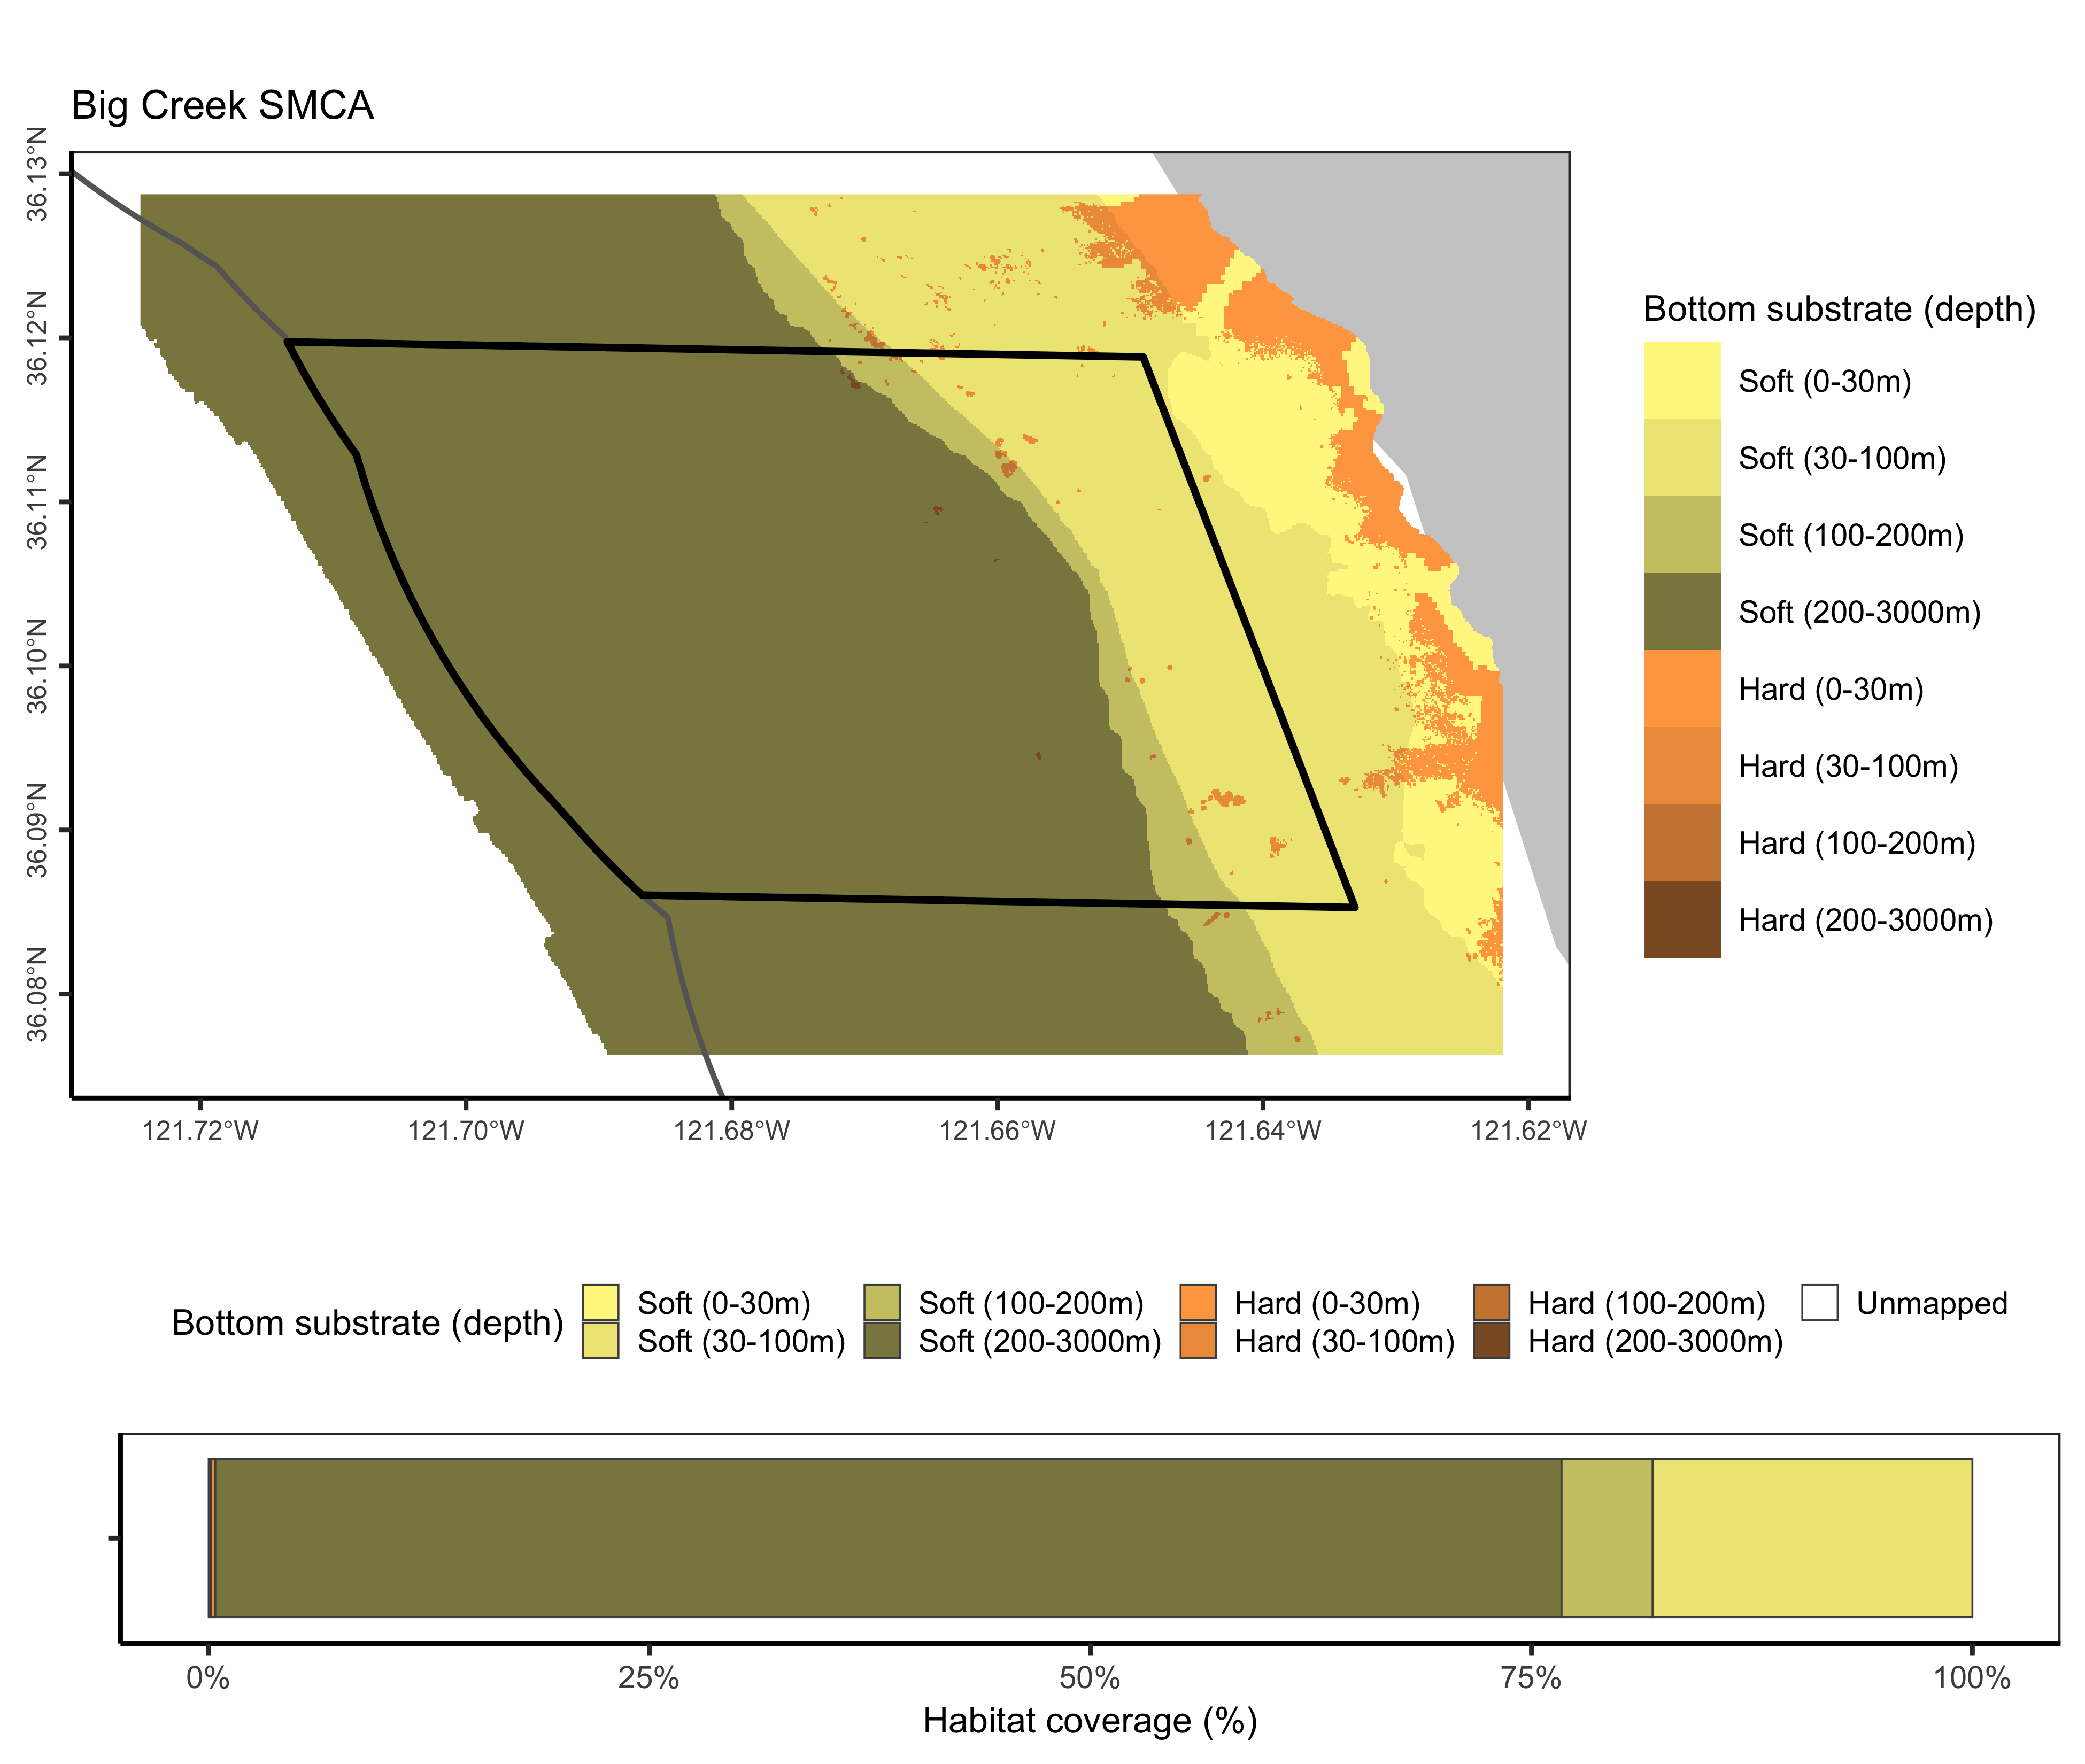 Big Creek SMCA
36.13°N
36.12°N
36.11°N
36.10°N
36.09°N
36.08°N
121.72°W
121.70°W
121.68°W
121.66°W
121.64°W
121.62°W
Bottom substrate (depth)
Soft (0-30m)
Soft (30-100m)
Soft (100-200m)
Soft (200-3000m)
Hard (0-30m)
Hard (30-100m)
Hard (100-200m)
Hard (200-3000m)
Bottom substrate (depth)
Soft (0-30m) Soft (100-200m) Hard (0-30m) Hard (100-200m) Unmapped
Soft (30-100m) Soft (200-3000m) Hard (30-100m) Hard (200-3000m)
0% 25% 50% 75% 100%
Habitat coverage (%)